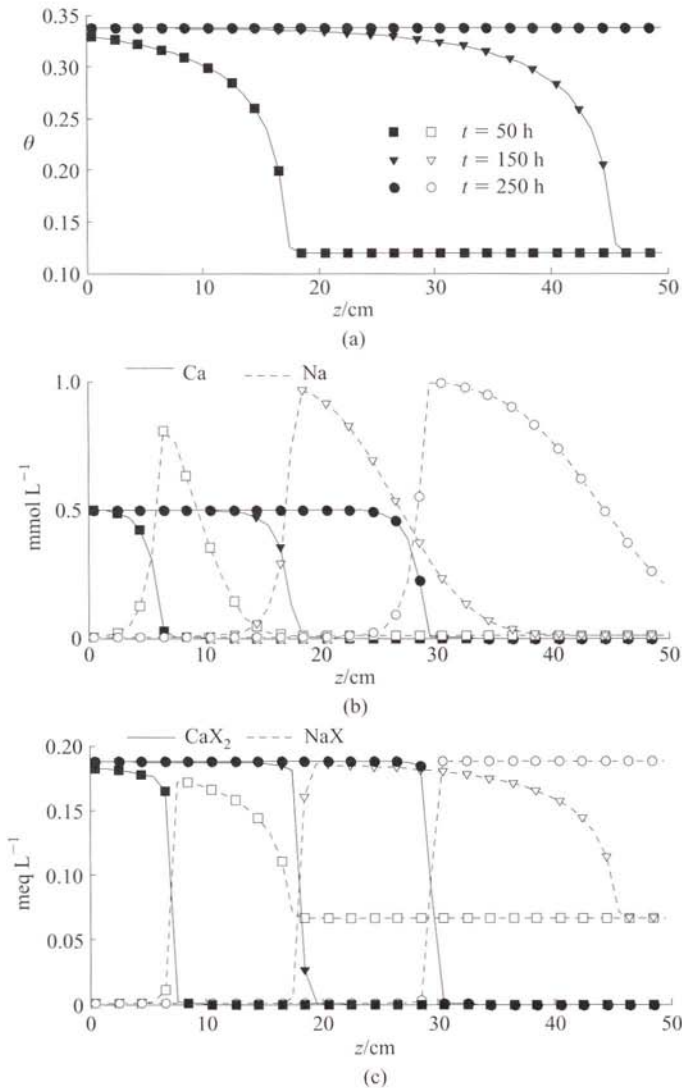 0.35
0.30
0.25
θ
0.20
0.15
0.10
t = 50 h
t = 150 h
t = 250 h
0 10 20 30 40 50
z/cm
(a)
Ca Na
1.0
mmol L⁻¹
0.5
0
0 10 20 30 40 50
z/cm
(b)
CaX₂ NaX
0.20
0.15
meq L⁻¹
0.10
0.05
0
0 10 20 30 40 50
z/cm
(c)